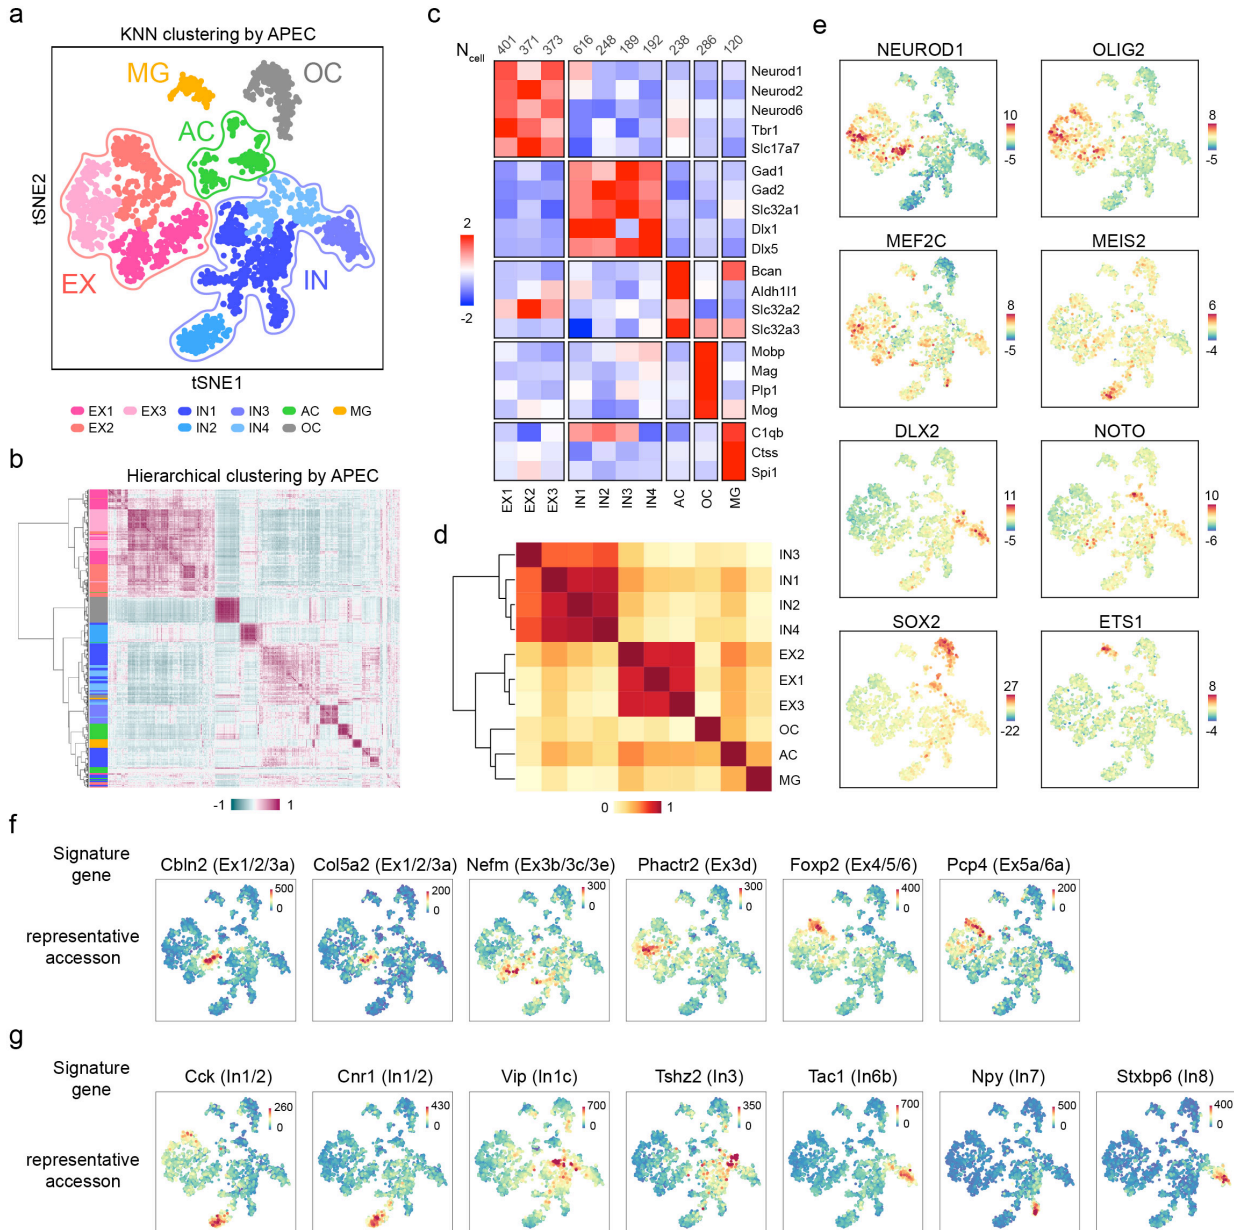 a
KNN clustering by APEC
MG
OC
AC
EX
IN
tSNE2
tSNE1
EX1 EX3 IN1 IN3 AC MG
EX2 IN2 IN4 OC
b
Hierarchical clustering by APEC
-1 1
c
Ncell
401 371 373 616 248 189 192 238 286 120
Neurod1
Neurod2
Neurod6
Tbr1
Slc17a7
Gad1
Gad2
Slc32a1
Dlx1
Dlx5
Bcan
Aldh1l1
Slc32a2
Slc32a3
Mobp
Mag
Plp1
Mog
C1qb
Ctss
Spi1
2
-2
EX1 EX2 EX3 IN1 IN2 IN3 IN4 AC OC MG
d
IN3
IN1
IN2
IN4
EX2
EX1
EX3
OC
AC
MG
0 1
e
NEUROD1 OLIG2
10 8
-5 -5
MEF2C MEIS2
8 6
-5 -4
DLX2 NOTO
11 10
-5 -6
SOX2 ETS1
27 8
-22 -4
f
Signature
gene
Cbln2 (Ex1/2/3a) Col5a2 (Ex1/2/3a) Nefm (Ex3b/3c/3e) Phactr2 (Ex3d) Foxp2 (Ex4/5/6) Pcp4 (Ex5a/6a)
500 200 300 300 400 200
0 0 0 0 0 0
representative
accesson
g
Signature
gene
Cck (In1/2) Cnr1 (In1/2) Vip (In1c) Tshz2 (In3) Tac1 (In6b) Npy (In7) Stxbp6 (In8)
260 430 700 350 700 500 400
0 0 0 0 0 0 0
representative
accesson